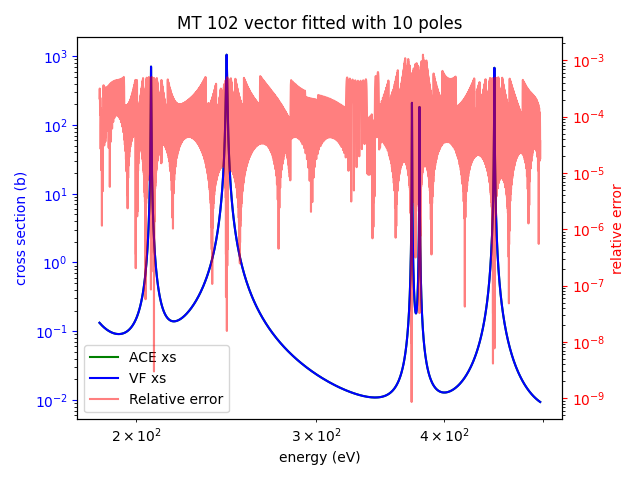 MT 102 vector fitted with 10 poles
10³
10²
10¹
10⁰
10⁻¹
10⁻²
cross section (b)
10⁻³
10⁻⁴
10⁻⁵
10⁻⁶
10⁻⁷
10⁻⁸
10⁻⁹
relative error
ACE xs
VF xs
Relative error
2 × 10²
3 × 10²
4 × 10²
energy (eV)